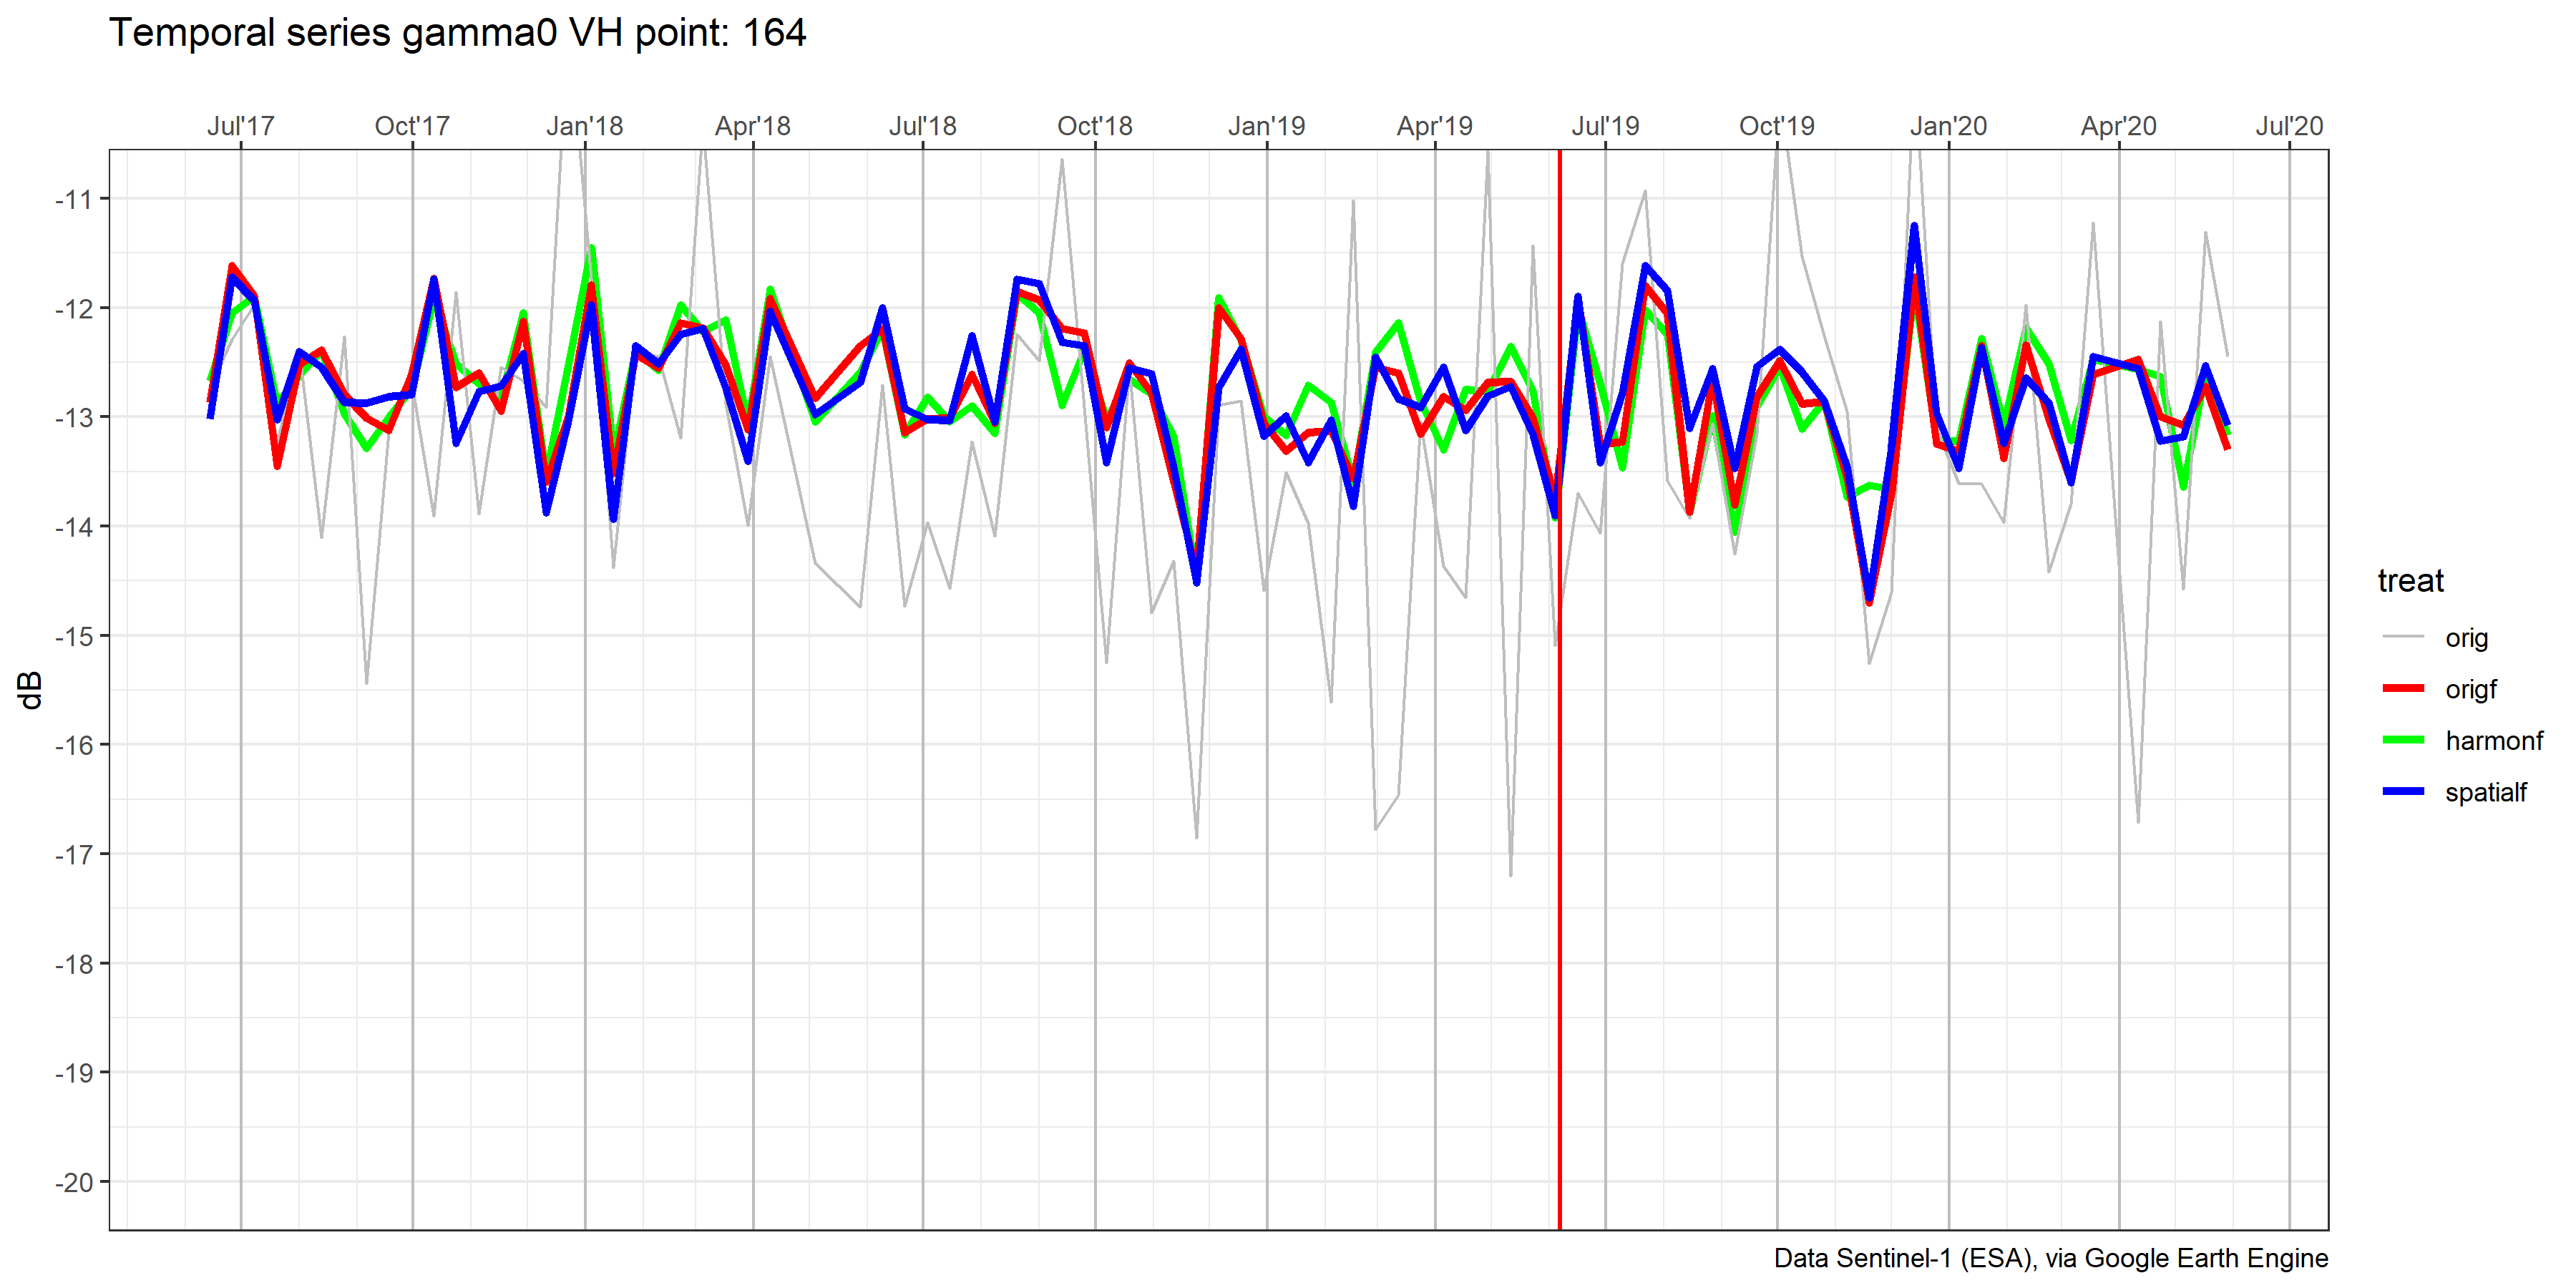 Temporal series gamma0 VH point: 164
Jul'17 Oct'17 Jan'18 Apr'18 Jul'18 Oct'18 Jan'19 Apr'19 Jul'19 Oct'19 Jan'20 Apr'20 Jul'20
-11
-12
-13
-14
-15
-16
-17
-18
-19
-20
dB
treat
orig
origf
harmonf
spatialf
Data Sentinel-1 (ESA), via Google Earth Engine